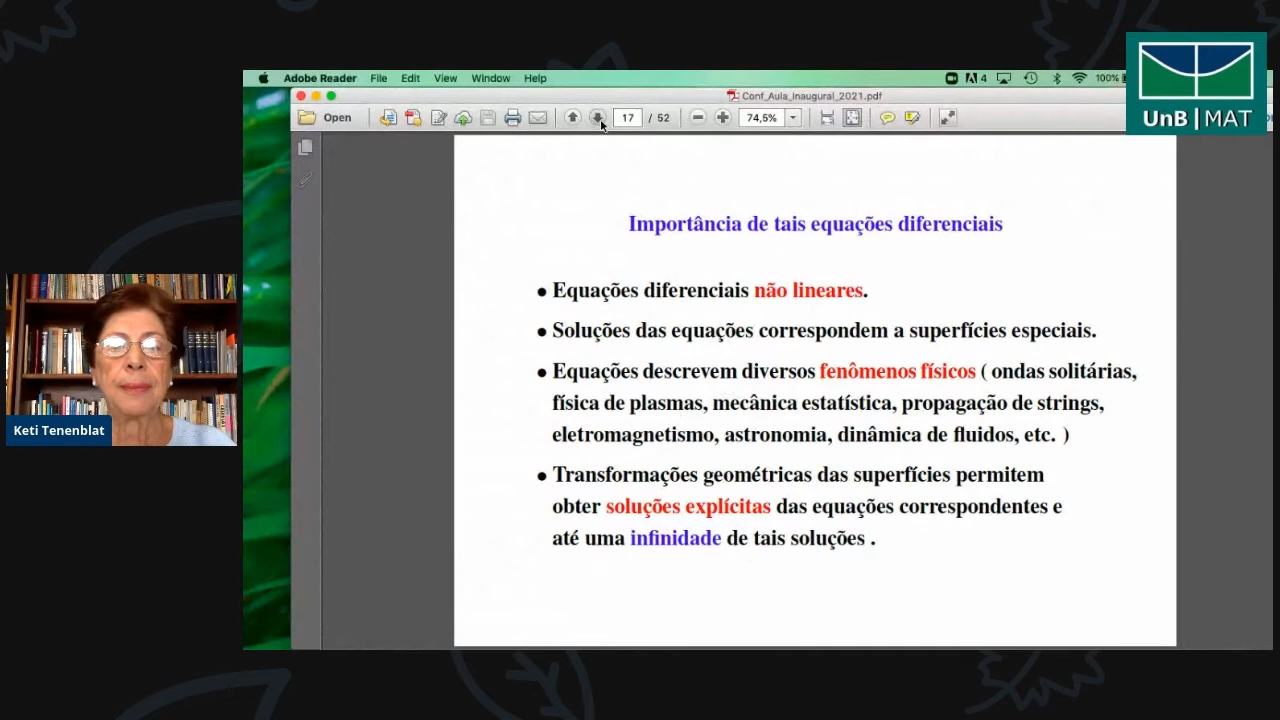 Adobe Reader File Edit View Window Help
4 100%
Conf_Aula_Inaugural_2021.pdf
Open 17 / 52 74,5%
UnB | MAT
Importância de tais equações diferenciais
• Equações diferenciais não lineares.
• Soluções das equações correspondem a superfícies especiais.
• Equações descrevem diversos fenômenos físicos ( ondas solitárias,
física de plasmas, mecânica estatística, propagação de strings,
eletromagnetismo, astronomia, dinâmica de fluidos, etc. )
• Transformações geométricas das superfícies permitem
obter soluções explícitas das equações correspondentes e
até uma infinidade de tais soluções .
Keti Tenenblat